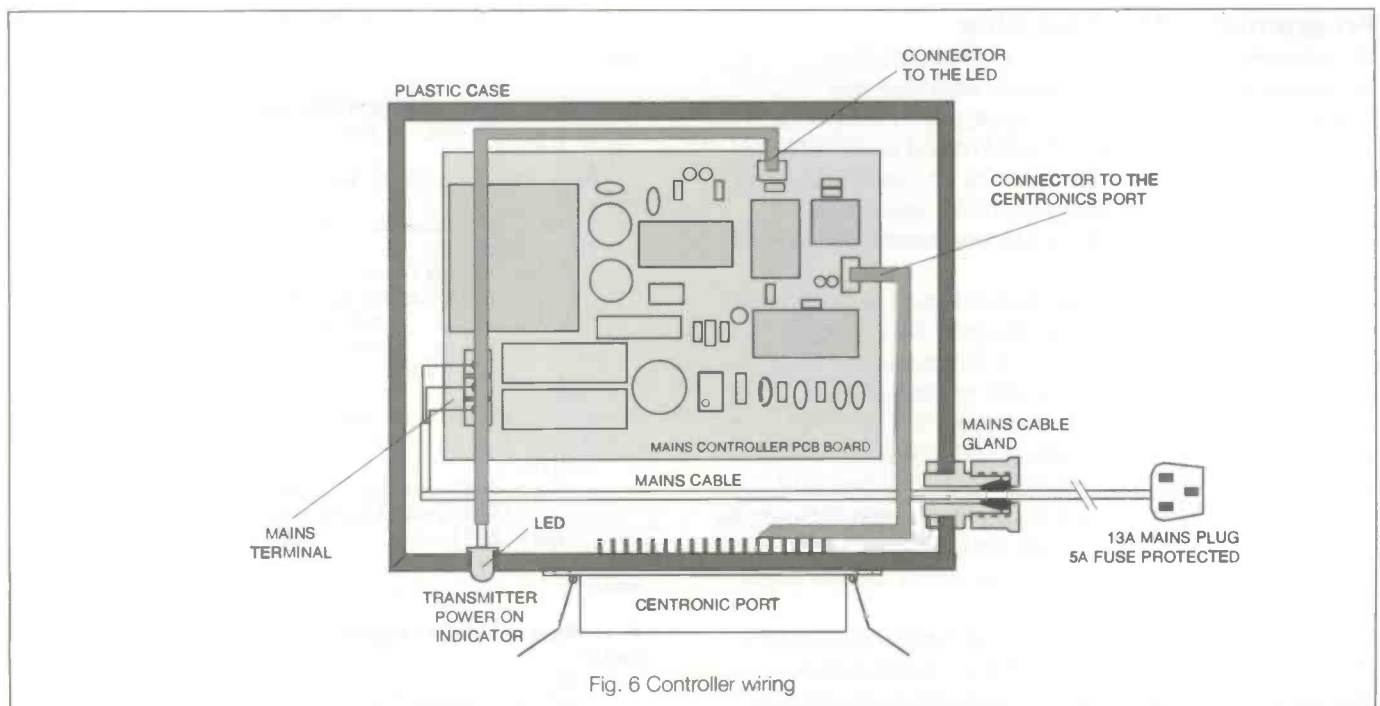 CONNECTOR
TO THE LED
PLASTIC CASE
CONNECTOR TO THE
CENTRONICS PORT
MAINS CONTROLLER PCB BOARD
MAINS CABLE
GLAND
MAINS CABLE
MAINS
TERMINAL
LED
13A MAINS PLUG
5A FUSE PROTECTED
TRANSMITTER
POWER ON
INDICATOR
CENTRONIC PORT
Fig. 6 Controller wiring